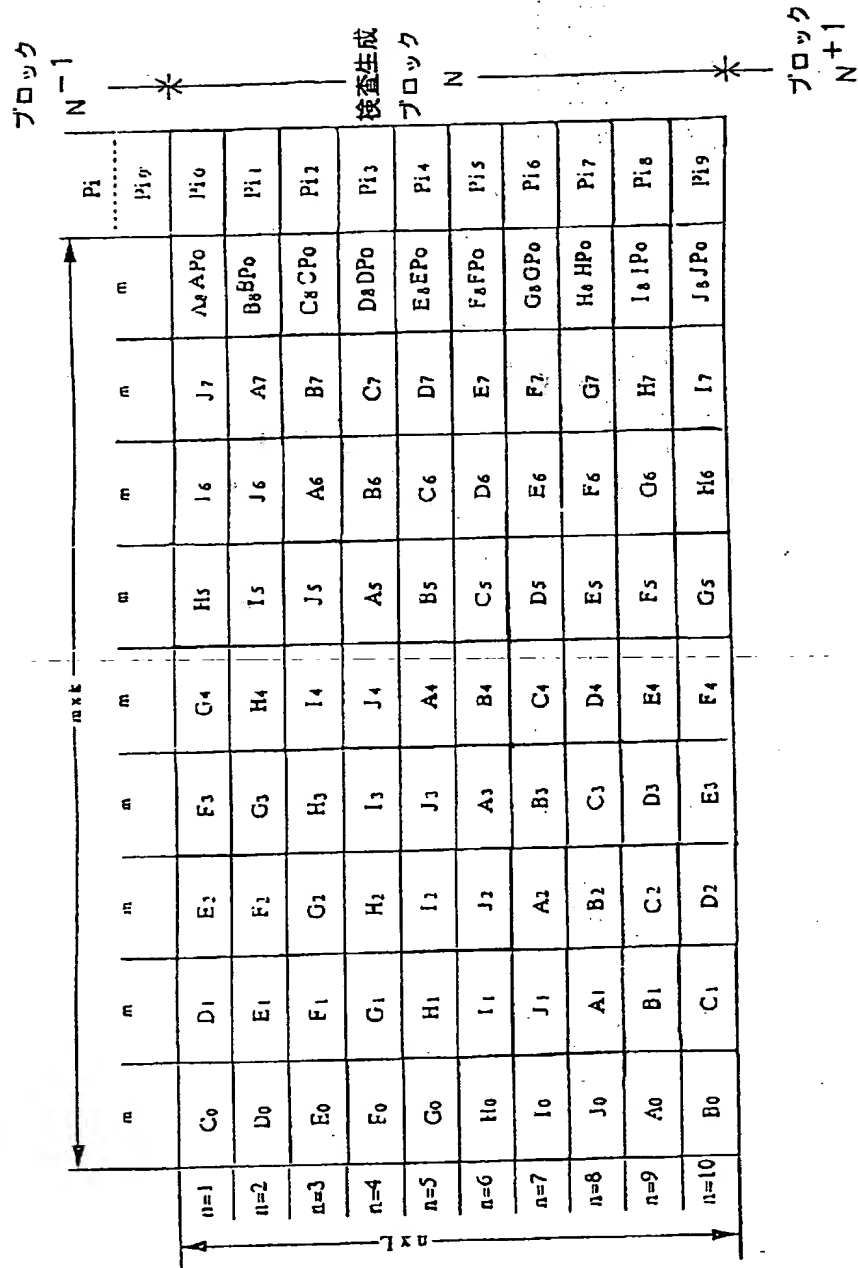 ブロック
N-1
mxk
Pi
m m m m m m m m m Pig
n=1 C0 D1 E2 F3 G4 H5 I6 J7 A8APo Pi0
n=2 D0 E1 F2 G3 H4 I5 J6 A7 B8BPo Pi1
n=3 E0 F1 G2 H3 I4 J5 A6 B7 C8CPo Pi2
n=4 F0 G1 H2 I3 J4 A5 B6 C7 D8DPo Pi3
n=5 G0 H1 I2 J3 A4 B5 C6 D7 E8EPo Pi4
n=6 H0 I1 J2 A3 B4 C5 D6 E7 F8FPo Pi5
n=7 I0 J1 A2 B3 C4 D5 E6 F7 G8GPo Pi6
n=8 J0 A1 B2 C3 D4 E5 F6 G7 H8HPo Pi7
n=9 A0 B1 C2 D3 E4 F5 G6 H7 I8IPo Pi8
n=10 B0 C1 D2 E3 F4 G5 H6 I7 J8JPo Pi9
nxL
検査生成
ブロック
N
ブロック
N+1